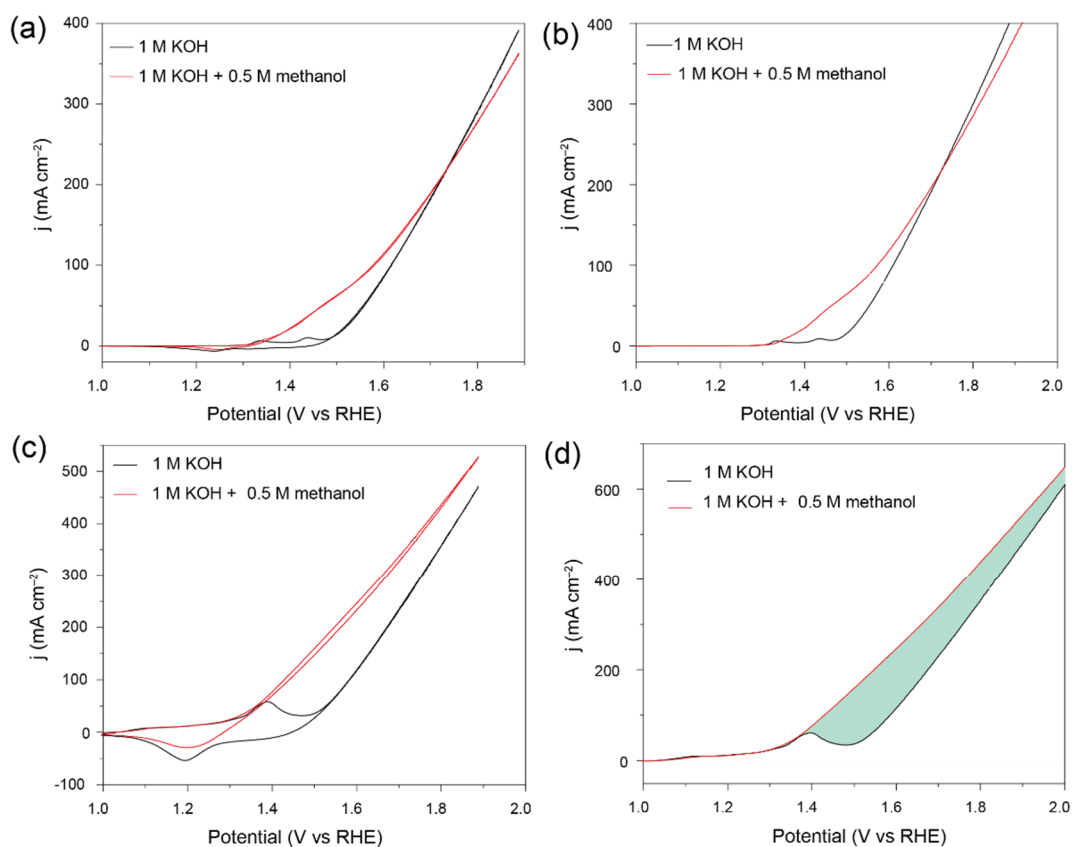 (a)
1 M KOH
1 M KOH + 0.5 M methanol
j (mA cm⁻²)
400
300
200
100
0
1.0 1.2 1.4 1.6 1.8
Potential (V vs RHE)
(b)
1 M KOH
1 M KOH + 0.5 M methanol
j (mA cm⁻²)
400
300
200
100
0
1.0 1.2 1.4 1.6 1.8 2.0
Potential (V vs RHE)
(c)
1 M KOH
1 M KOH + 0.5 M methanol
j (mA cm⁻²)
500
400
300
200
100
0
-100
1.0 1.2 1.4 1.6 1.8 2.0
Potential (V vs RHE)
(d)
1 M KOH
1 M KOH + 0.5 M methanol
j (mA cm⁻²)
600
400
200
0
1.0 1.2 1.4 1.6 1.8 2.0
Potential (V vs RHE)